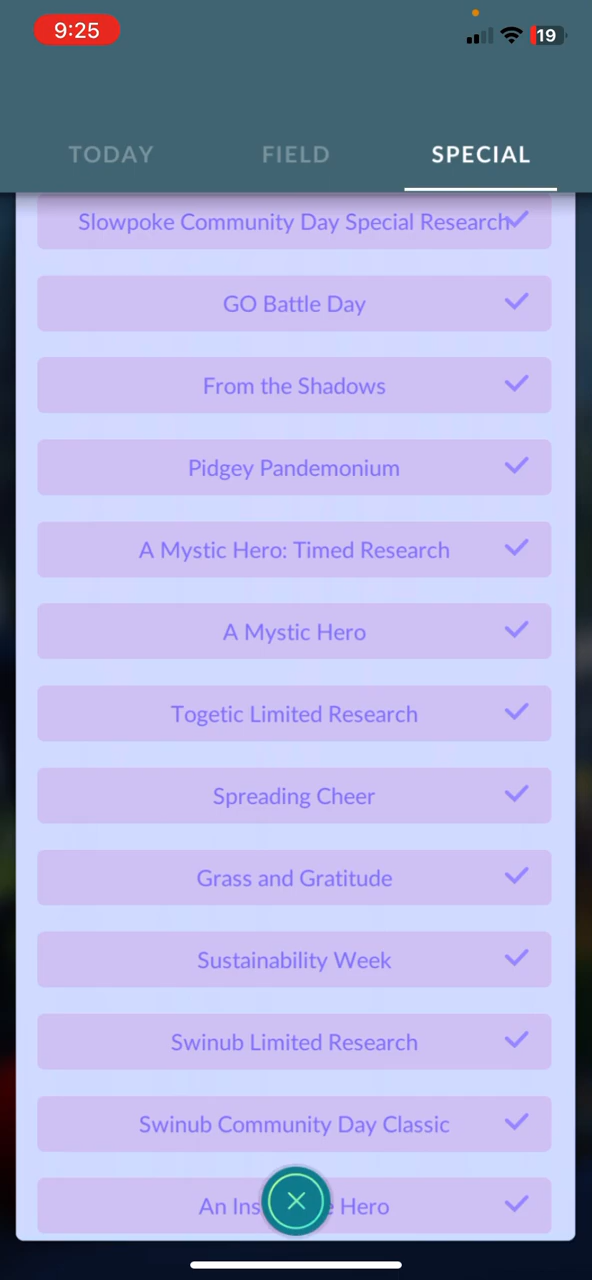 9:25
19
TODAY
FIELD
SPECIAL
Slowpoke Community Day Special Research
GO Battle Day
From the Shadows
Pidgey Pandemonium
A Mystic Hero: Timed Research
A Mystic Hero
Togetic Limited Research
Spreading Cheer
Grass and Gratitude
Sustainability Week
Swinub Limited Research
Swinub Community Day Classic
An Hero